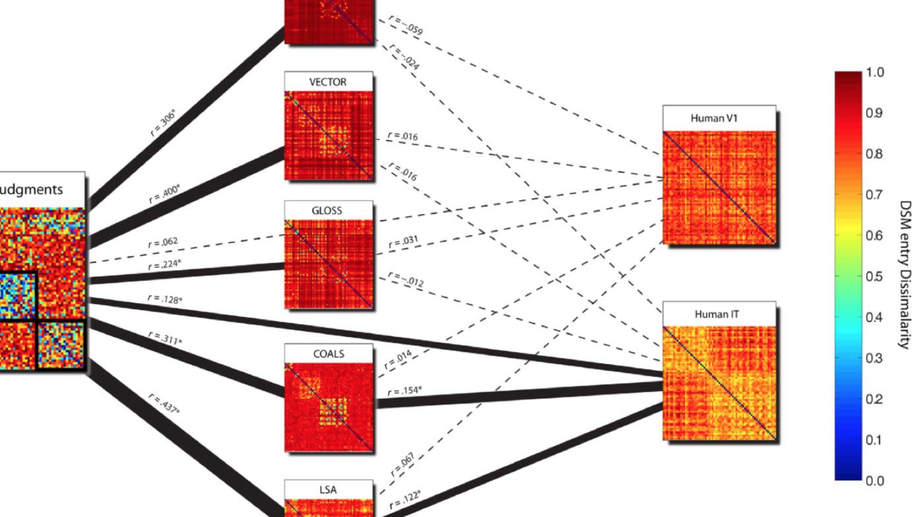 r = -.059
r = -.024
r = .306*
VECTOR
r = .016
r = .400*
r = .016
Human V1
udgments
GLOSS
r = .062
r = .031
r = .224*
r = -.012
r = .128*
r = .311*
COALS
r = .014
r = .154*
Human IT
r = .437*
r = .067
LSA
r = .122*
1.0
0.9
0.8
0.7
0.6
0.5
0.4
0.3
0.2
0.1
0.0
DSM entry Dissimalarity